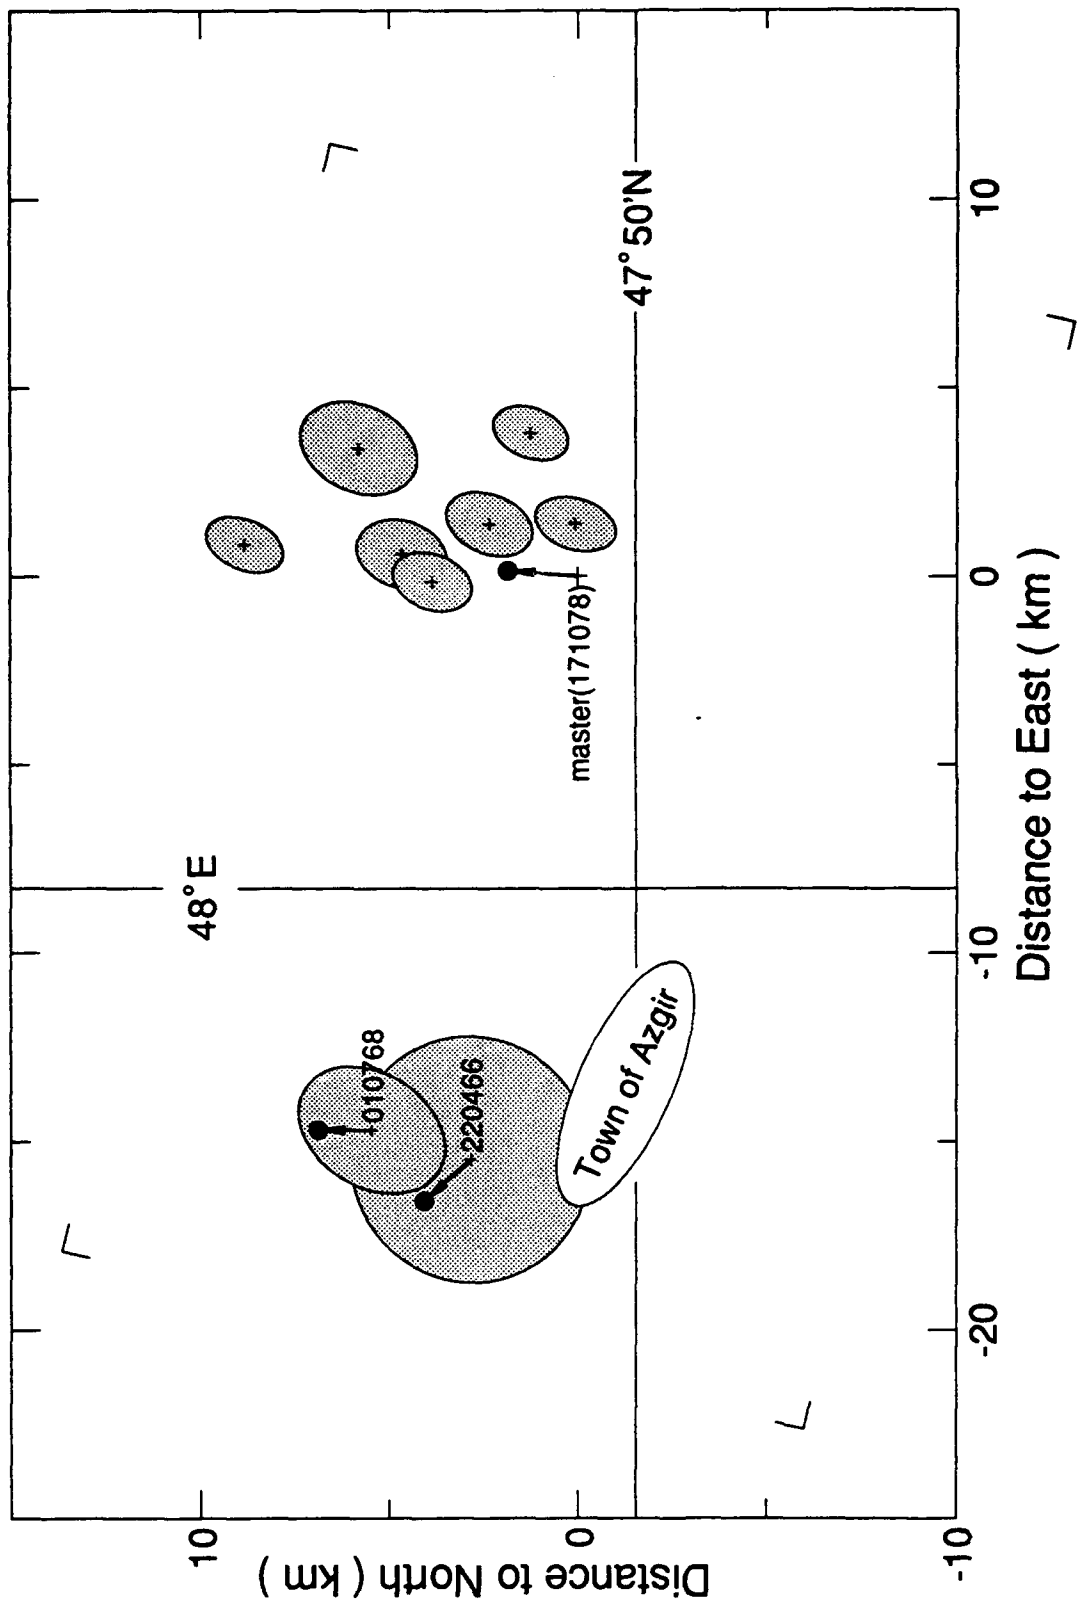 48°E
010768
220466
master(171078)
Town of Azgir
47°50'N
10
0
-10
Distance to North ( km )
-20
-10
0
10
Distance to East ( km )